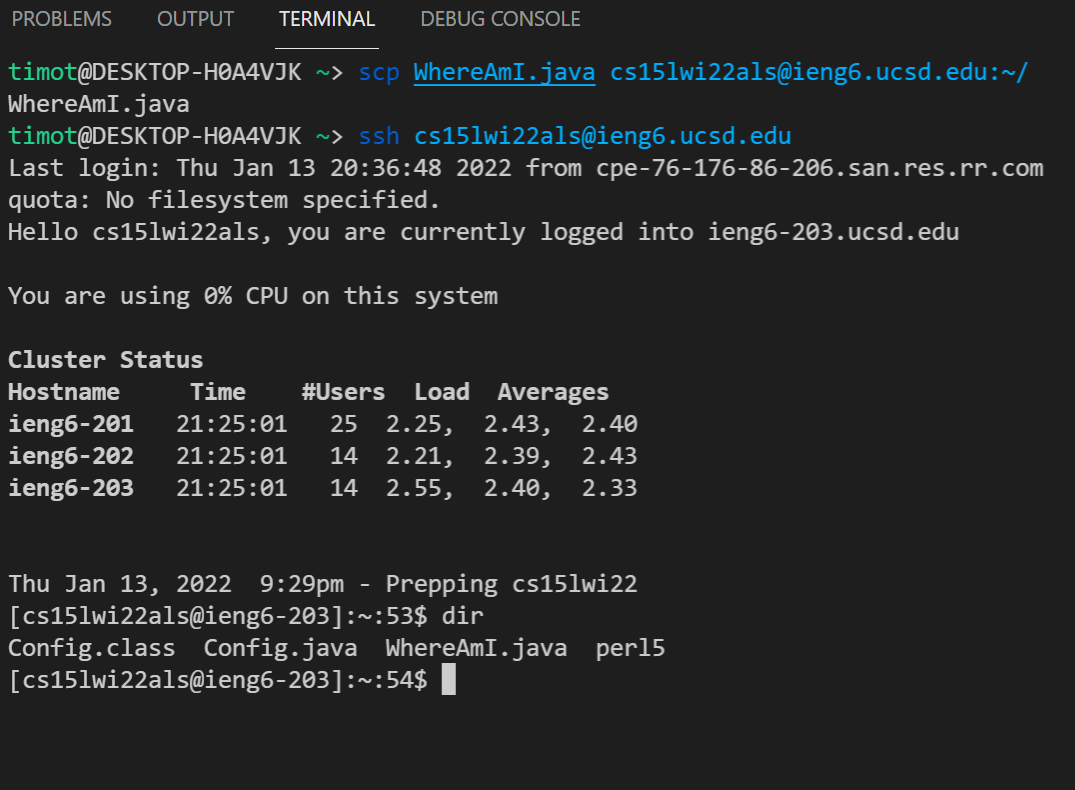 PROBLEMS OUTPUT TERMINAL DEBUG CONSOLE
timot@DESKTOP-H0A4VJK ~> scp WhereAmI.java cs15lwi22als@ieng6.ucsd.edu:~/
WhereAmI.java
timot@DESKTOP-H0A4VJK ~> ssh cs15lwi22als@ieng6.ucsd.edu
Last login: Thu Jan 13 20:36:48 2022 from cpe-76-176-86-206.san.res.rr.com
quota: No filesystem specified.
Hello cs15lwi22als, you are currently logged into ieng6-203.ucsd.edu
You are using 0% CPU on this system
Cluster Status
Hostname Time #Users Load Averages
ieng6-201 21:25:01 25 2.25, 2.43, 2.40
ieng6-202 21:25:01 14 2.21, 2.39, 2.43
ieng6-203 21:25:01 14 2.55, 2.40, 2.33
Thu Jan 13, 2022 9:29pm - Prepping cs15lwi22
[cs15lwi22als@ieng6-203]:~:53$ dir
Config.class Config.java WhereAmI.java perl5
[cs15lwi22als@ieng6-203]:~:54$